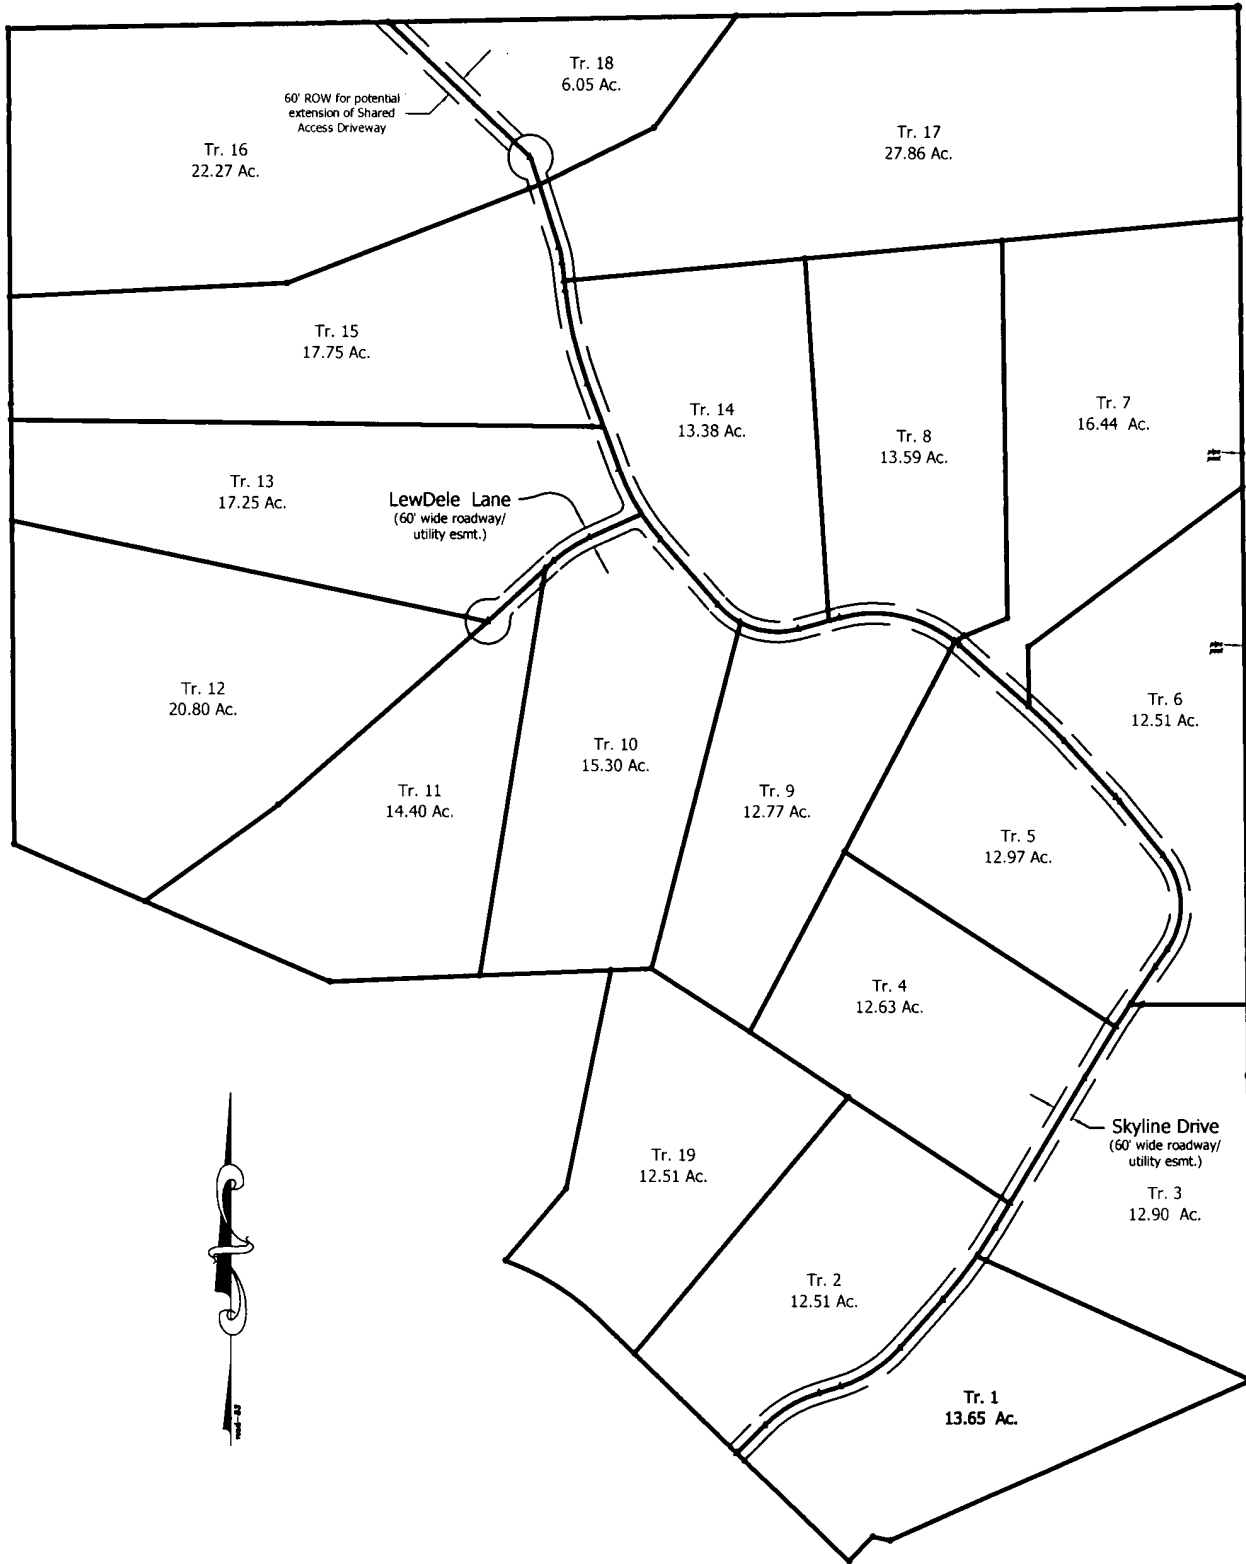 Tr. 18
6.05 Ac.
60' ROW for potential
extension of Shared
Access Driveway
Tr. 17
27.86 Ac.
Tr. 16
22.27 Ac.
Tr. 15
17.75 Ac.
Tr. 14
13.38 Ac.
Tr. 8
13.59 Ac.
Tr. 7
16.44 Ac.
Tr. 13
17.25 Ac.
LewDele Lane
(60' wide roadway/
utility esmt.)
Tr. 12
20.80 Ac.
Tr. 6
12.51 Ac.
Tr. 10
15.30 Ac.
Tr. 11
14.40 Ac.
Tr. 9
12.77 Ac.
Tr. 5
12.97 Ac.
Tr. 4
12.63 Ac.
Skyline Drive
(60' wide roadway/
utility esmt.)
Tr. 19
12.51 Ac.
Tr. 3
12.90 Ac.
Tr. 2
12.51 Ac.
Tr. 1
13.65 Ac.